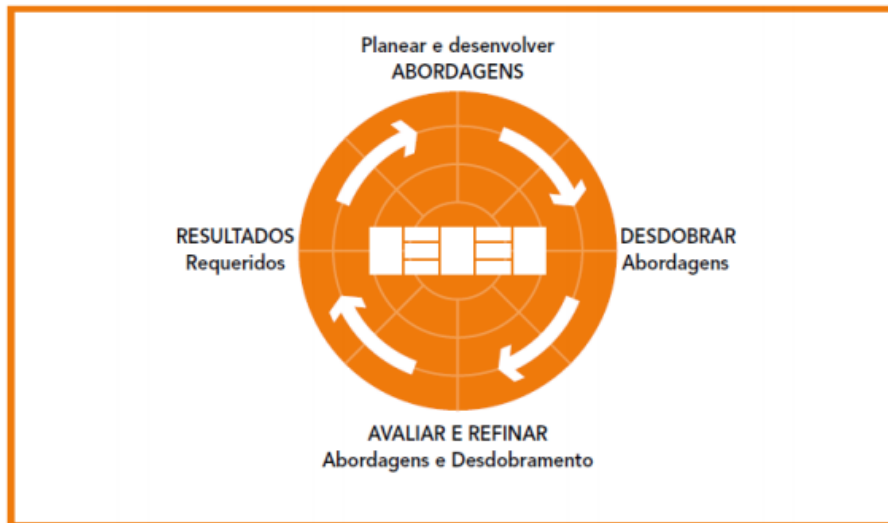 Planear e desenvolver
ABORDAGENS
RESULTADOS
Requeridos
DESDOBRAR
Abordagens
AVALIAR E REFINAR
Abordagens e Desdobramento